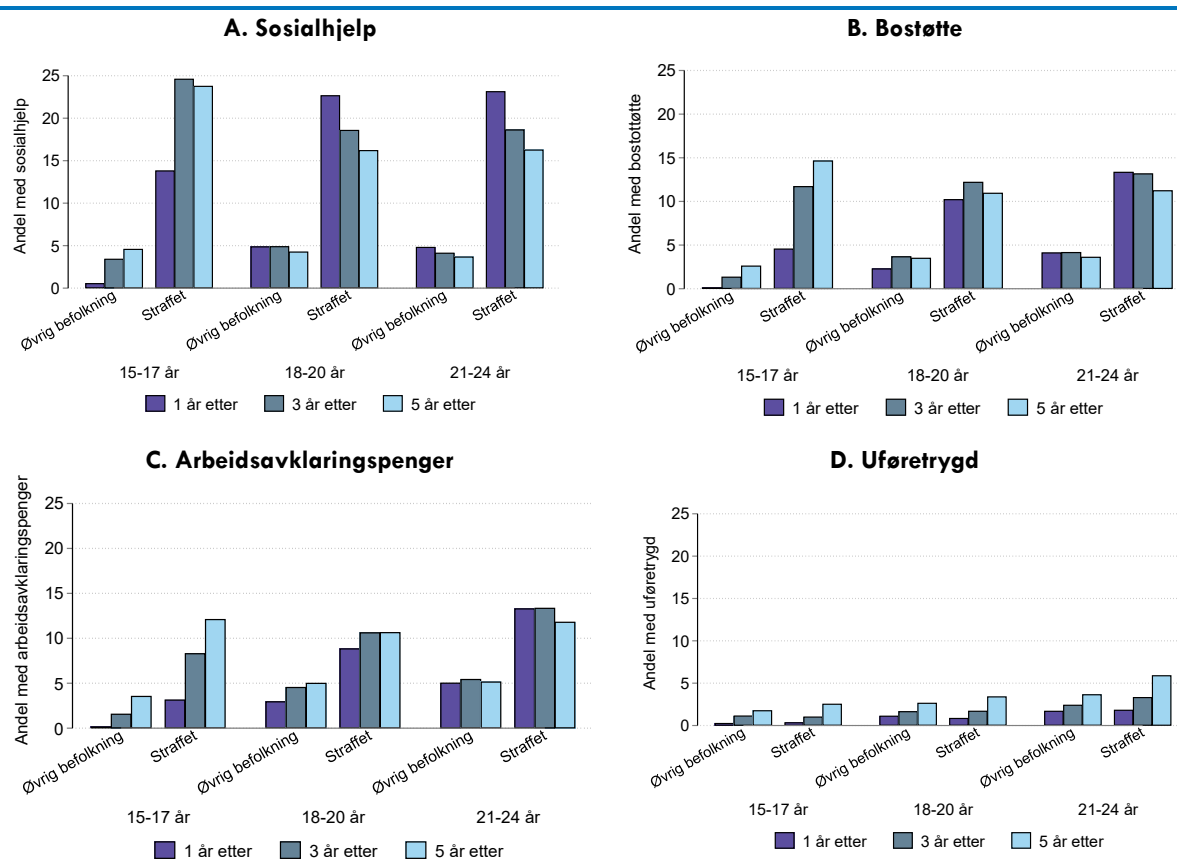 A. Sosialhjelp
Andel med sosialhjelp
25
20
15
10
5
0
Øvrig befolkning
Straffet
Øvrig befolkning
Straffet
Øvrig befolkning
Straffet
15-17 år
18-20 år
21-24 år
1 år etter
3 år etter
5 år etter
B. Bostøtte
Andel med bostottøtte
25
20
15
10
5
0
Øvrig befolkning
Straffet
Øvrig befolkning
Straffet
Øvrig befolkning
Straffet
15-17 år
18-20 år
21-24 år
1 år etter
3 år etter
5 år etter
C. Arbeidsavklaringspenger
Andel med arbeidsavklaringspenger
25
20
15
10
5
0
Øvrig befolkning
Straffet
Øvrig befolkning
Straffet
Øvrig befolkning
Straffet
15-17 år
18-20 år
21-24 år
1 år etter
3 år etter
5 år etter
D. Uføretrygd
Andel med uføretrygd
25
20
15
10
5
0
Øvrig befolkning
Straffet
Øvrig befolkning
Straffet
Øvrig befolkning
Straffet
15-17 år
18-20 år
21-24 år
1 år etter
3 år etter
5 år etter